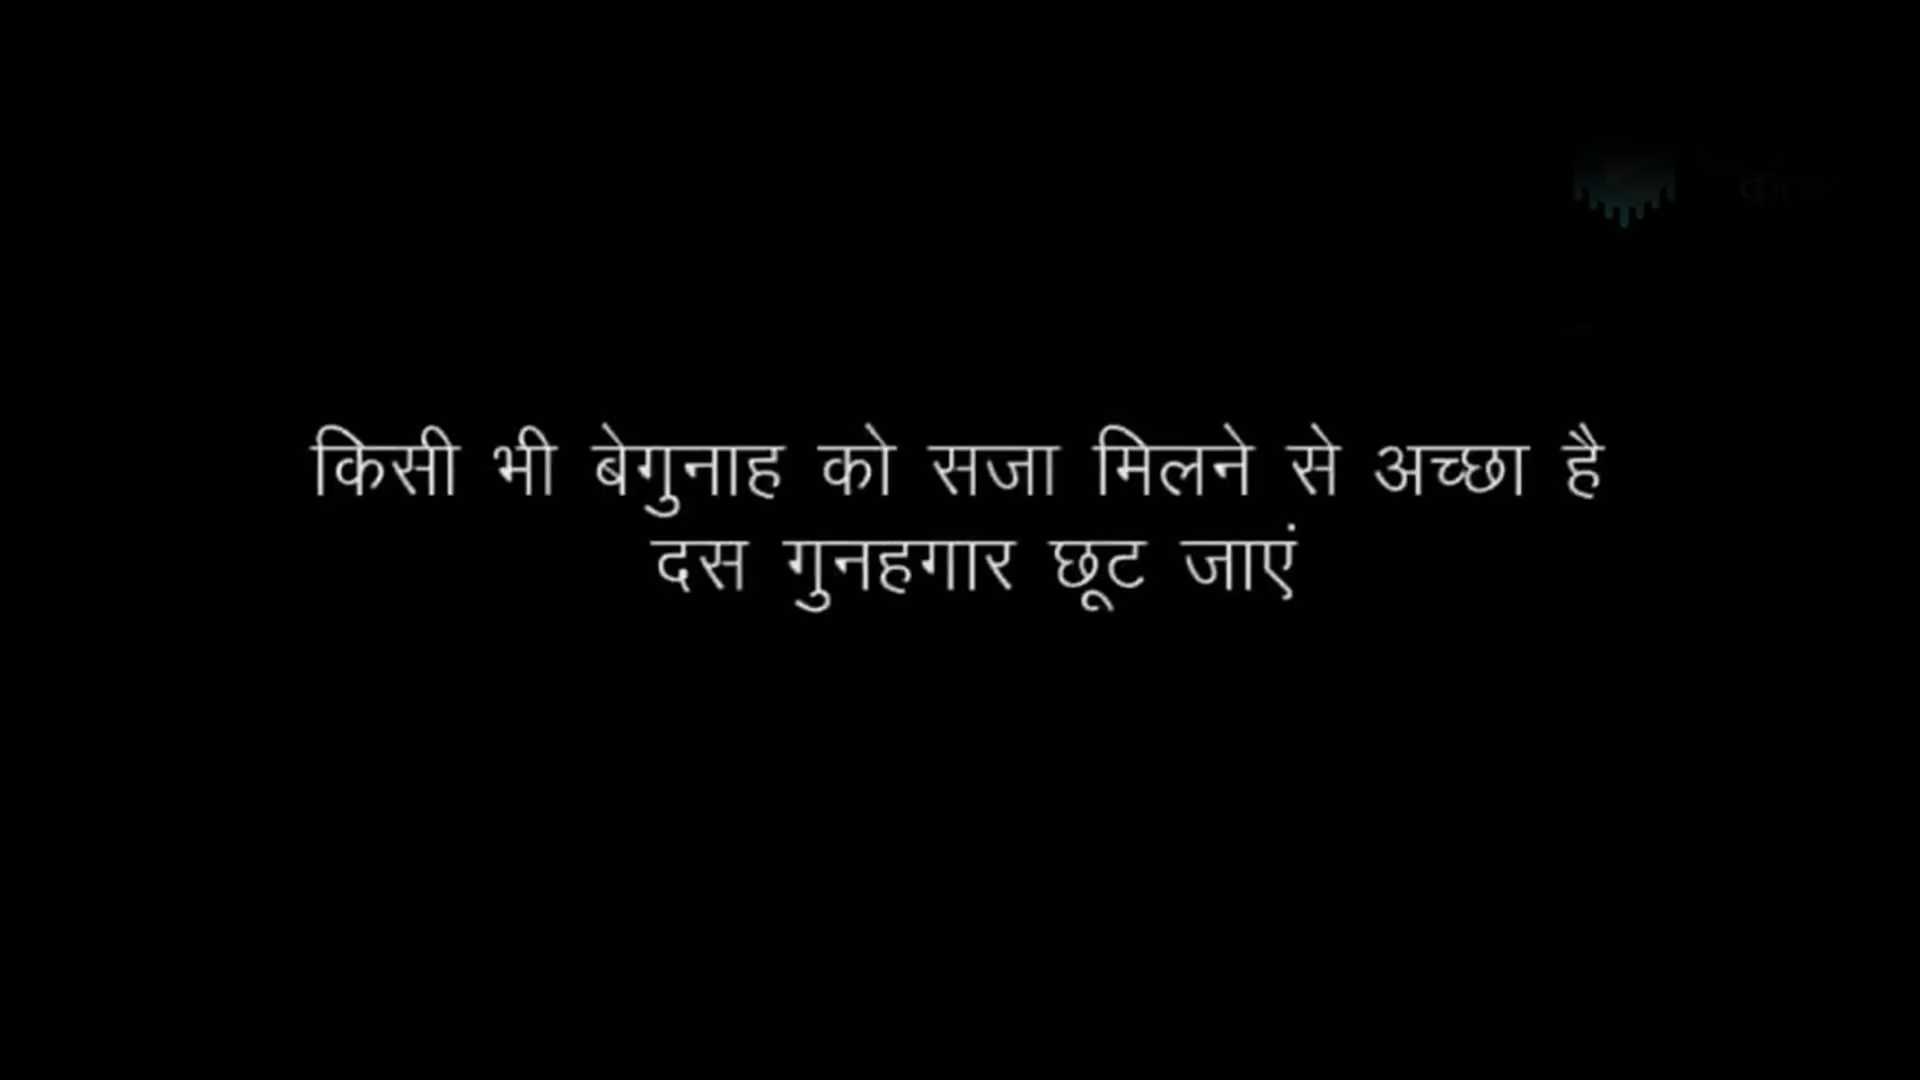 किसी भी बेगुनाह को सजा मिलने से अच्छा है
दस गुनहगार छूट जाएं